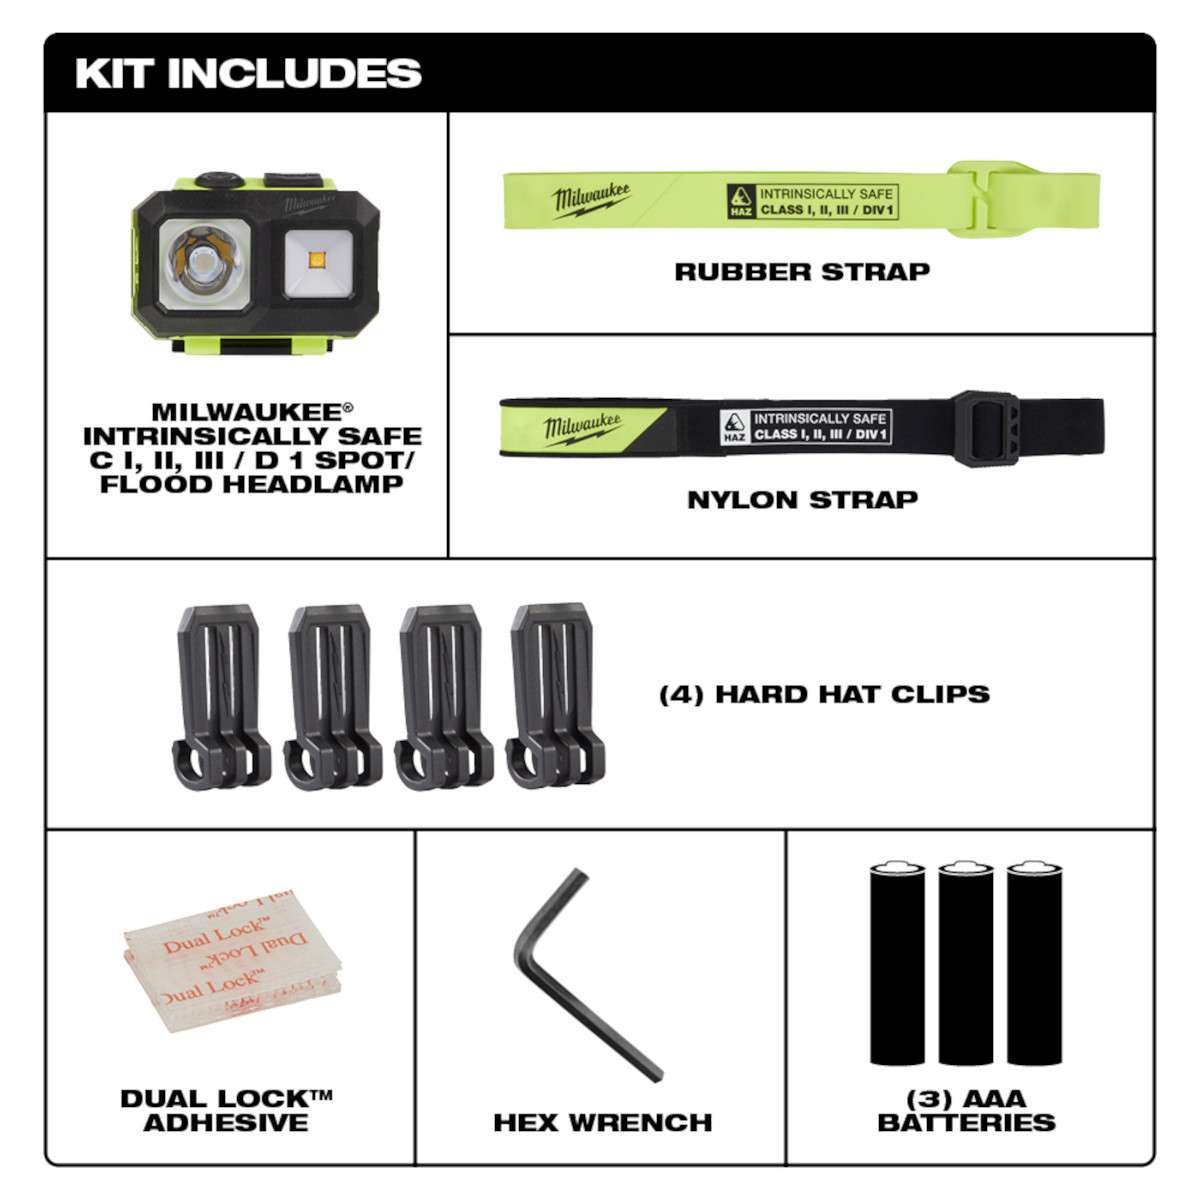 KIT INCLUDES
Milwaukee
MILWAUKEE®
INTRINSICALLY SAFE
C I, II, III / D 1 SPOT/
FLOOD HEADLAMP
Milwaukee
HAZ
INTRINSICALLY SAFE
CLASS I, II, III / DIV 1
RUBBER STRAP
Milwaukee
HAZ
INTRINSICALLY SAFE
CLASS I, II, III / DIV 1
NYLON STRAP
(4) HARD HAT CLIPS
Dual Lock™
Dual Lock™
Dual Lock™
Dual Lock™
DUAL LOCK™
ADHESIVE
HEX WRENCH
(3) AAA
BATTERIES